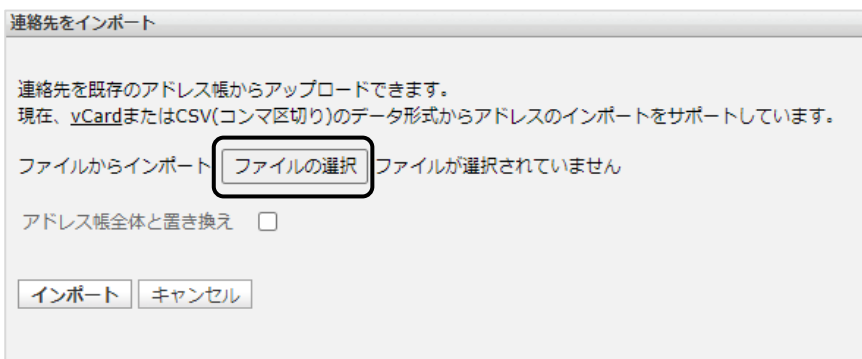 連絡先をインポート
連絡先を既存のアドレス帳からアップロードできます。
現在、vCardまたはCSV(コンマ区切り)のデータ形式からアドレスのインポートをサポートしています。
ファイルからインポート ファイルの選択 ファイルが選択されていません
アドレス帳全体と置き換え
インポート キャンセル